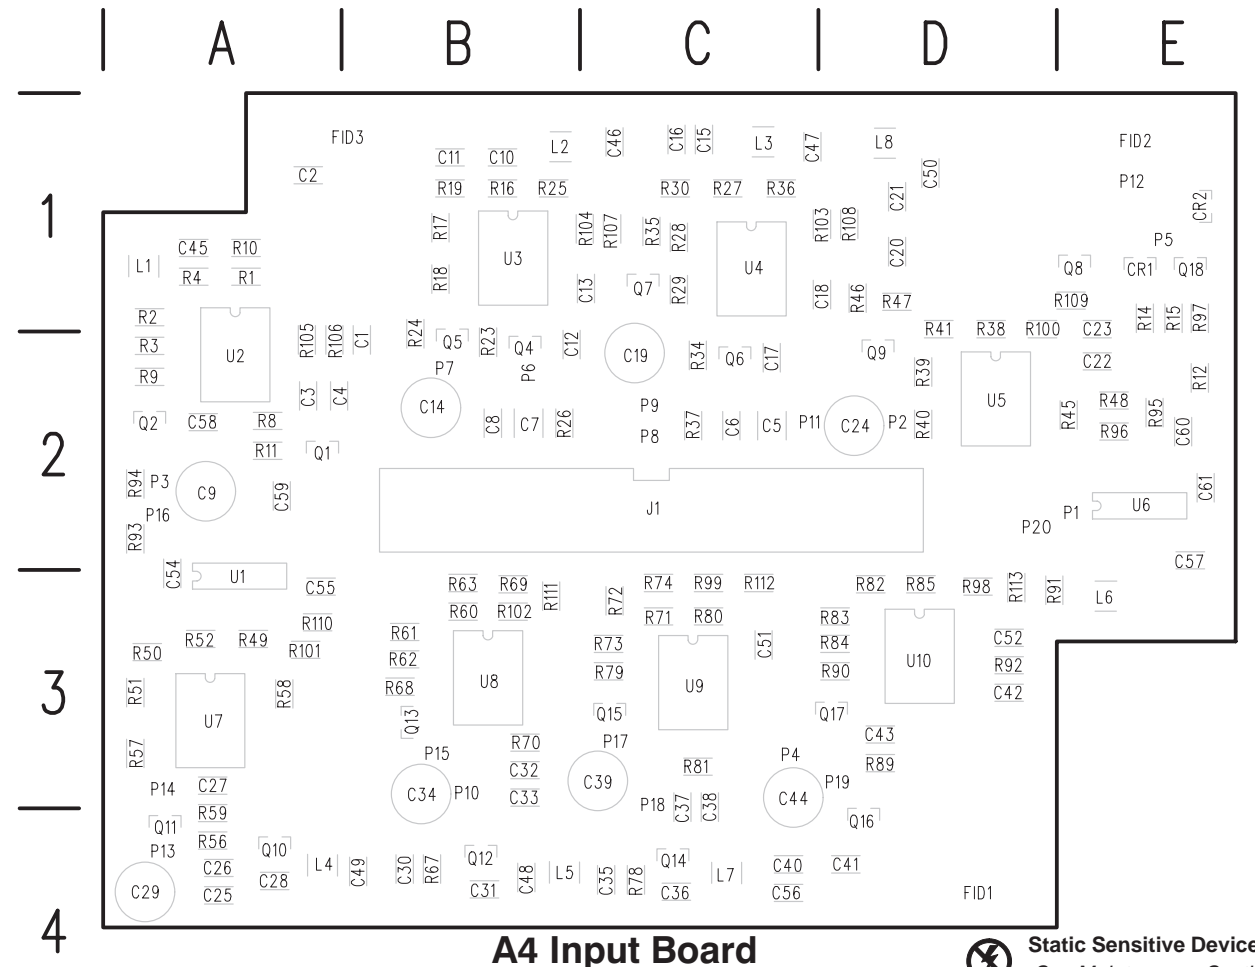 A B C D E
FID3 C46 C16 C15 L3 C47 L8 FID2
C11 C10 L2
C2 C50 P12
R19 R16 R25 R30 R27 R36 C21 CR2
1
R17 R104 R107 R35 R28 R103 R108
C45 R10 P5
L1 U3 U4 C20 Q8 CR1 Q18
R4 R1 R18 C13 Q7 R29 C18 R46 R47 R109
R2 R14 R15 R97
R105 R106 C1 R24 Q5 R23 Q4 C12 R41 R38 R100 C23
R3 U2 C19 R34 Q6 C17 Q9 C22
R9 P7 P6 R39 R12
C3 C4 C14 P9 U5 R48
Q2 C58 R8 C8 C7 R26 P8 R37 C6 C5 P11 C24 P2 R40 R45 R96 R95 C60
2
R11 Q1
R94 P3 C9 C59 C61
P16 J1 P1 U6
R93 P20
C57
C54 U1 C55 R63 R69 R111 R72 R74 R99 R112 R82 R85 R98 R113 R91 L6
R110 R60 R102 R71 R80 R83
R50 R52 R49 R101 R61 R73 C51 R84 C52
R62 R79 R90 U10 R92
3
R51 R58 R68 U8 U9 C42
U7 Q13 Q15 Q17
R57 R70 P17 C43
P15 C32 R81 P4 R89
P14 C27 C34 P10 C33 C39 P18 C37 C38 C44 P19
Q11 R59 Q16
P13 R56 Q10
C26 L4 C49 C30 R67 Q12 C48 L5 C35 R78 Q14 L7 C40 C41
C29 C25 C28 C31 C36 C56 FID1
4
A4 Input Board
Static Sensitive Device